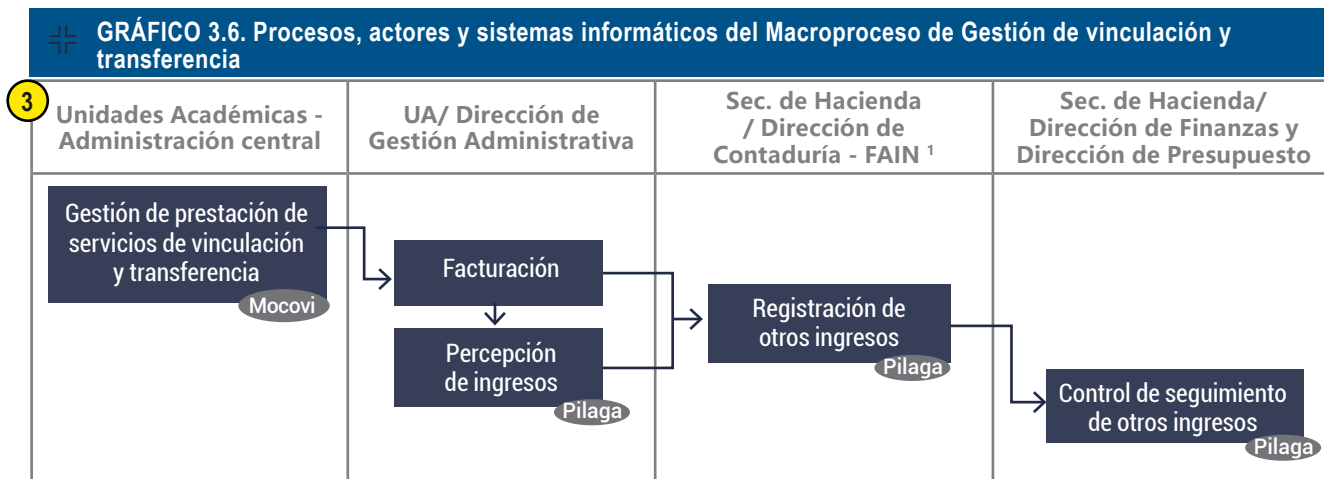 GRÁFICO 3.6. Procesos, actores y sistemas informáticos del Macroproceso de Gestión de vinculación y
transferencia
3
Unidades Académicas -
Administración central
UA/ Dirección de
Gestión Administrativa
Sec. de Hacienda
/ Dirección de
Contaduría - FAIN 1
Sec. de Hacienda/
Dirección de Finanzas y
Dirección de Presupuesto
Gestión de prestación de
servicios de vinculación
y transferencia
Mocovi
Facturación
Percepción
de ingresos
Pilaga
Registración de
otros ingresos
Pilaga
Control de seguimiento
de otros ingresos
Pilaga